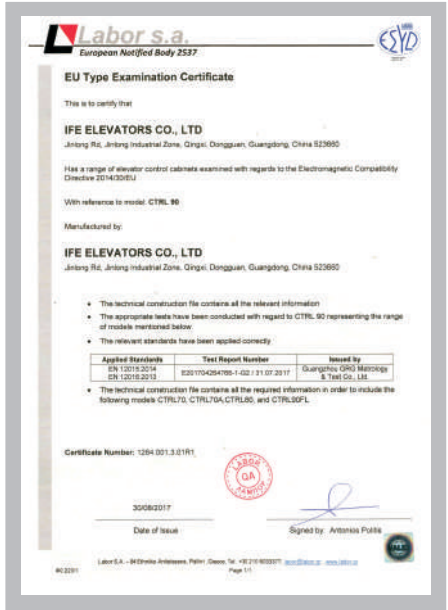 Labor s.a.
European Notified Body 2537
ESYD
EU Type Examination Certificate
This is to certify that
IFE ELEVATORS CO., LTD
Jinlong Rd, Jinlong Industrial Zone, Qingxi, Dongguan, Guangdong, China 523660
Has a range of elevator control cabinets examined with regards to the Electromagnetic Compatibility
Directive 2014/30/EU
With reference to model: CTRL 90
Manufactured by:
IFE ELEVATORS CO., LTD
Jinlong Rd, Jinlong Industrial Zone, Qingxi, Dongguan, Guangdong, China 523660
• The technical construction file contains all the relevant information
• The appropriate tests have been conducted with regard to CTRL 90 representing the range
of models mentioned below.
• The relevant standards have been applied correctly
Applied Standards Test Report Number Issued by
EN 12015:2014 E201704264766-1-G2 / 31.07.2017 Guangzhou GRG Metrology
EN 12016:2013 & Test Co., Ltd.
• The technical construction file contains all the required information in order to include the
following models CTRL70, CTRL70A,CTRL80, and CTRL90FL
Certificate Number: 1264.001.3.01R1
LABOR
QA
30/08/2017
Date of Issue
Signed by: Antonios Politis
Page 1/1